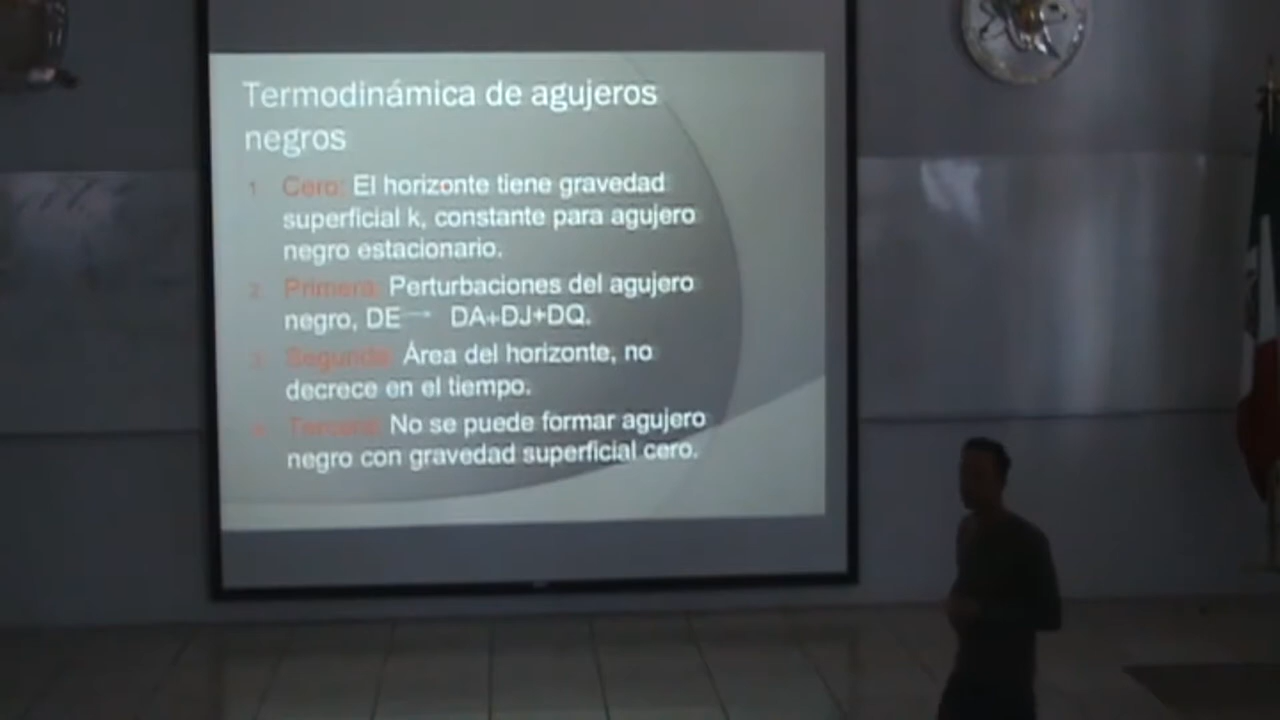 Termodinámica de agujeros
negros
1. Cero: El horizonte tiene gravedad
superficial k, constante para agujero
negro estacionario.
2. Primera: Perturbaciones del agujero
negro, DE → DA+DJ+DQ.
3. Segunda: Área del horizonte, no
decrece en el tiempo.
4. Tercera: No se puede formar agujero
negro con gravedad superficial cero.